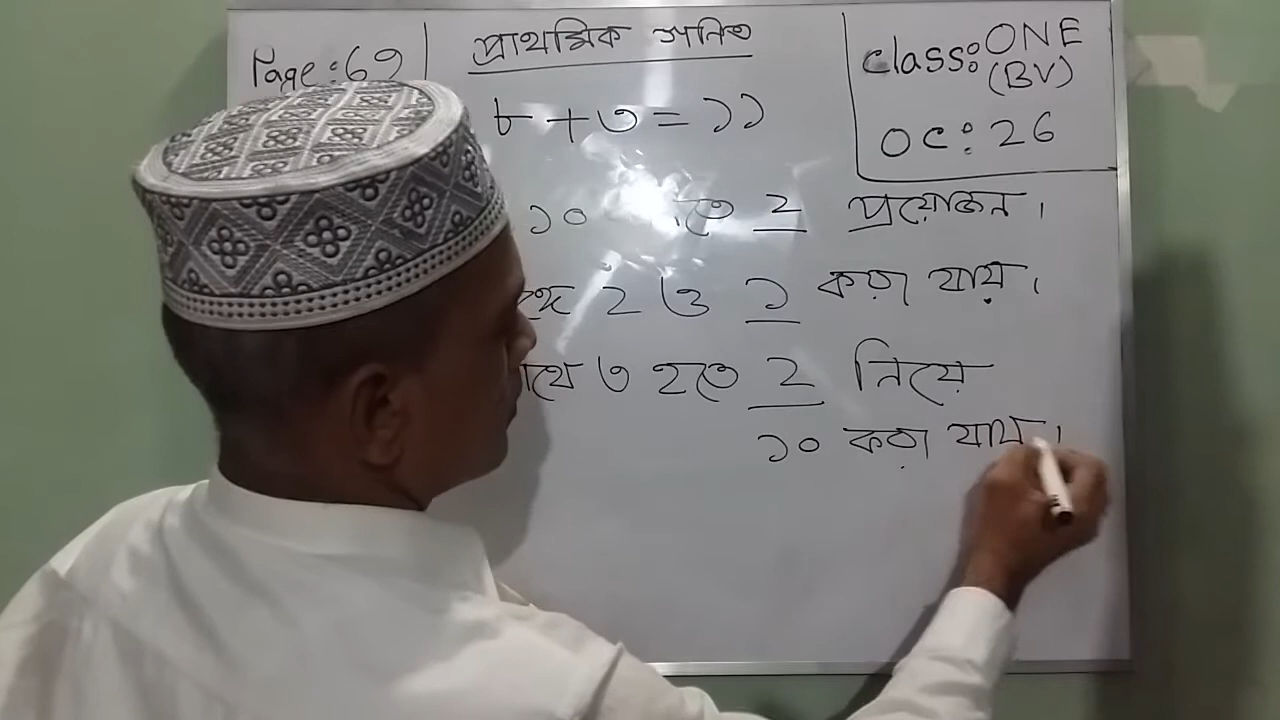 Page: 69
প্রাথমিক গনিত
class: ONE
(BV)
OC: 26
৮ + ৩ = ১১
১০ তে ২ প্রয়োজন।
ঙ্গে ২ ও ১ করা যায়।
াথে ৩ হতে ২ নিয়ে
১০ করা যায়।